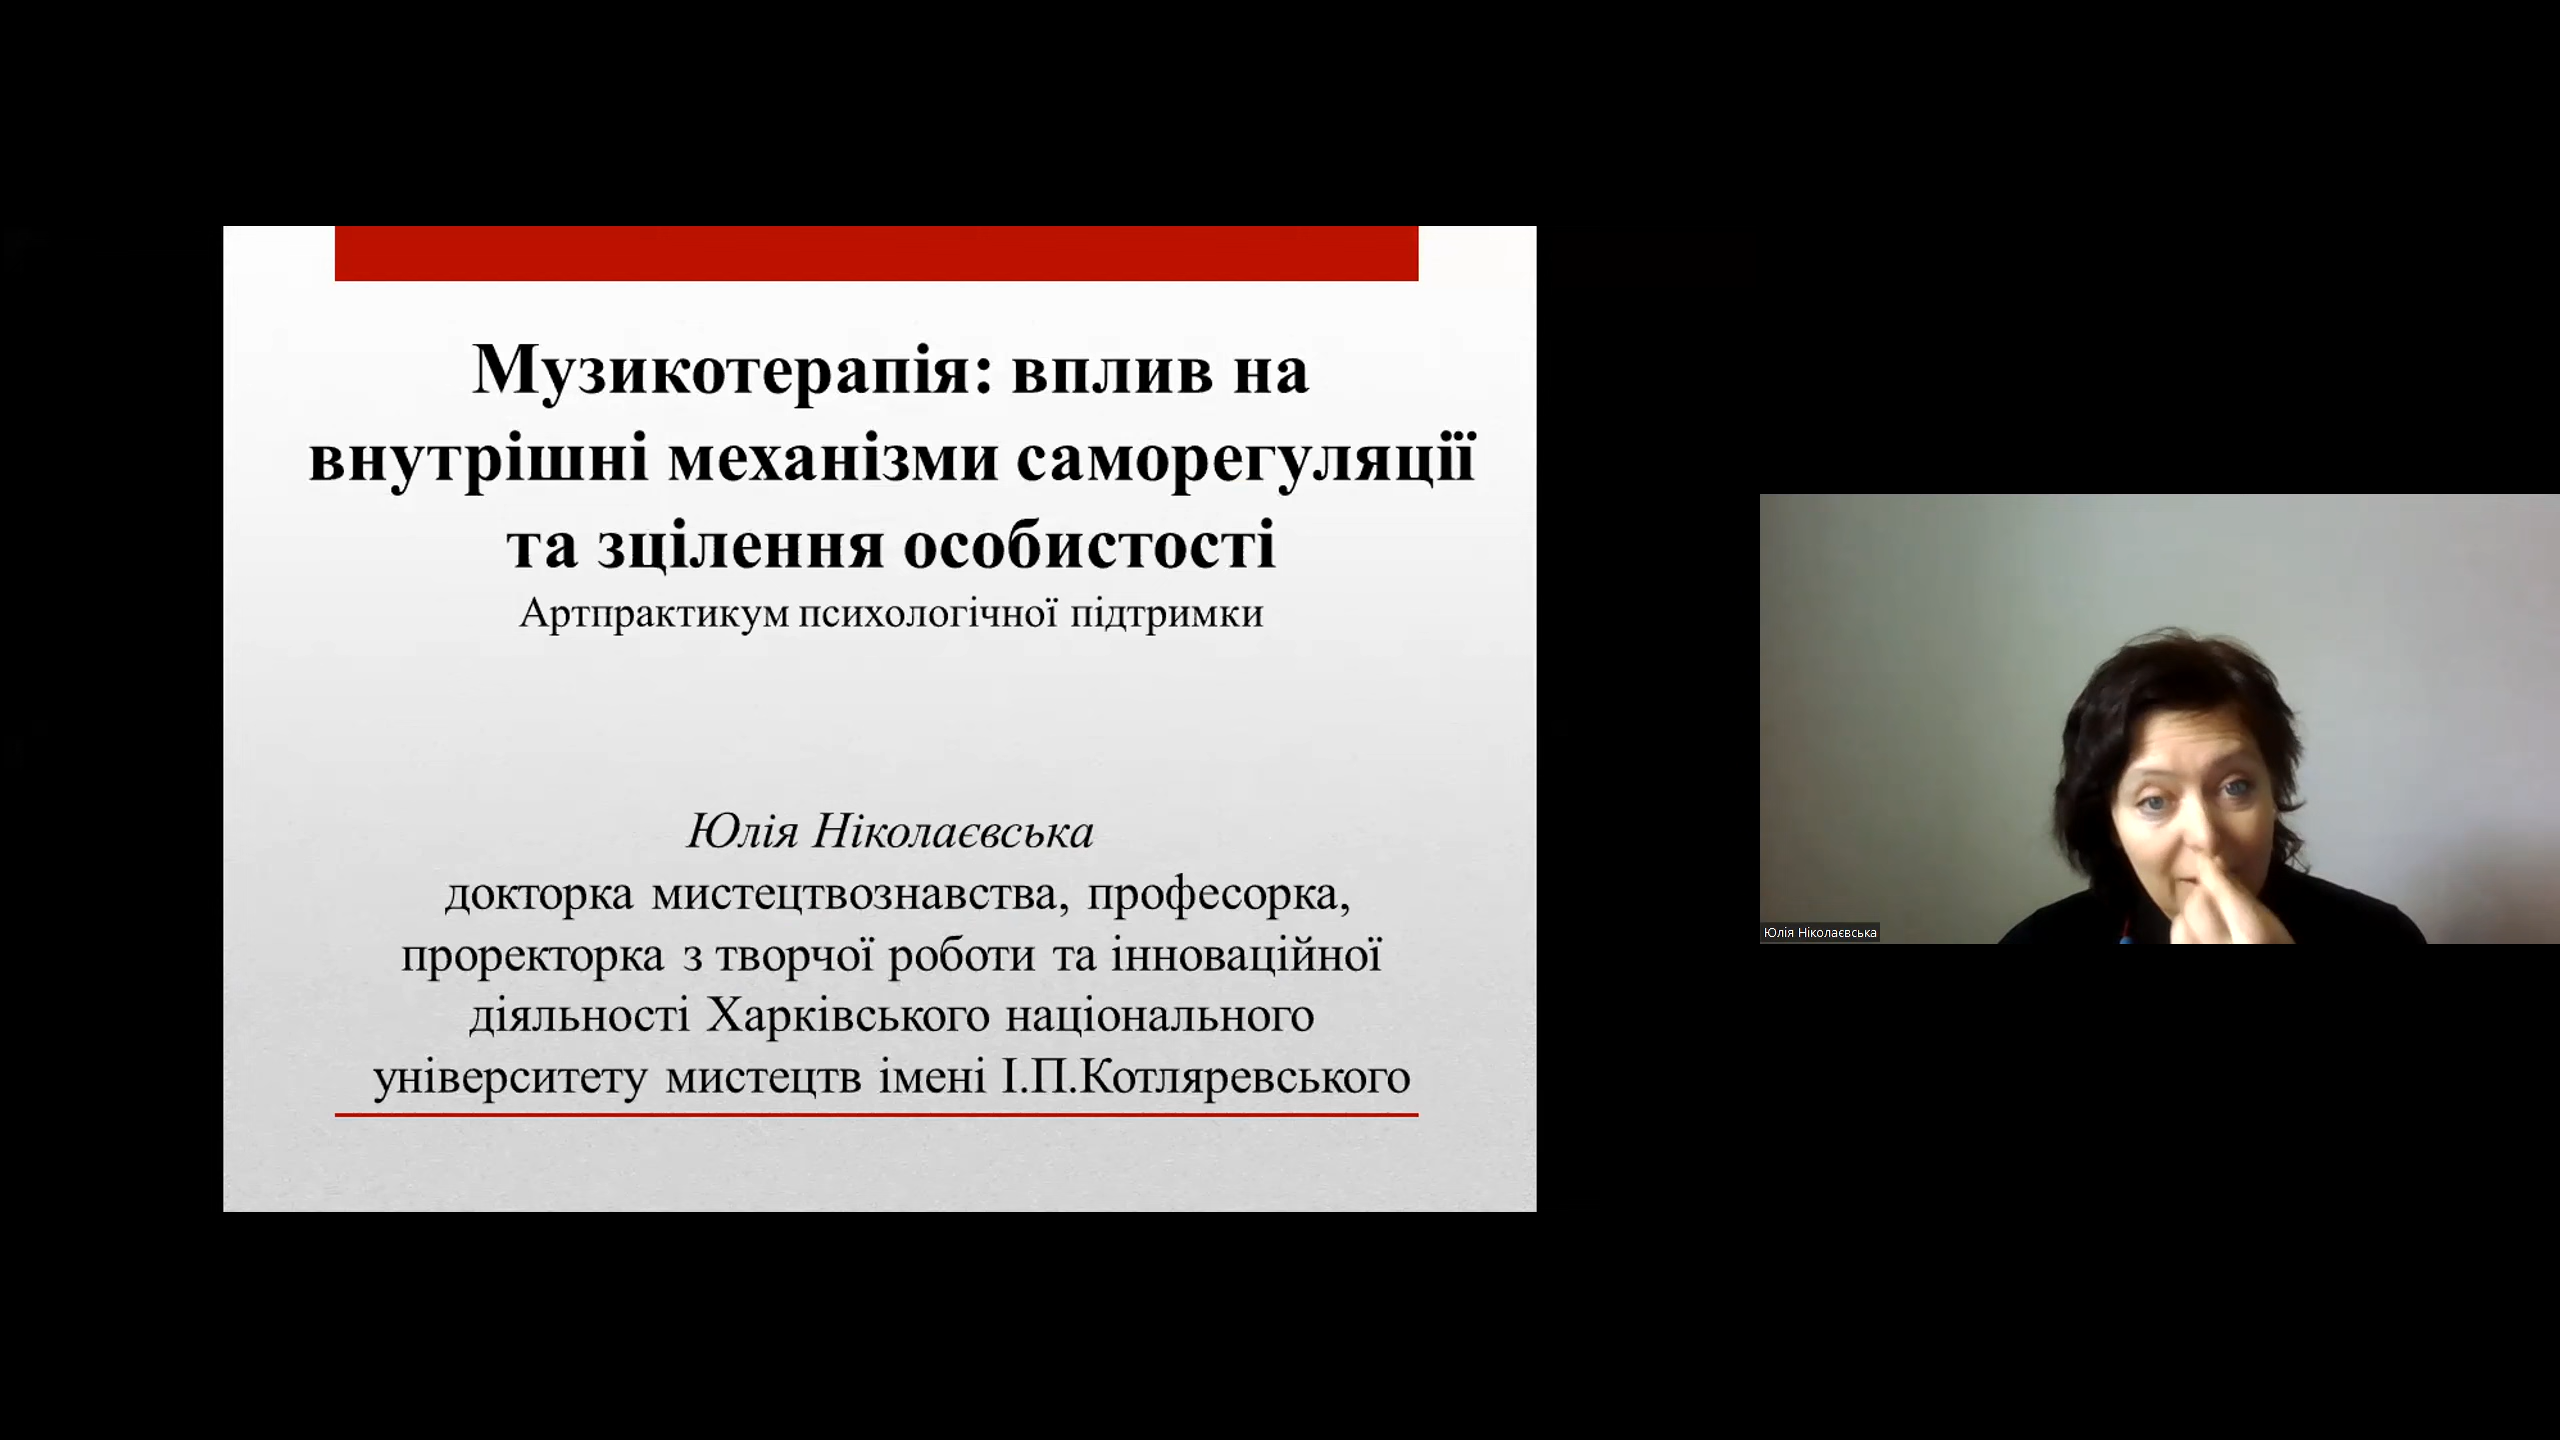 Музикотерапія: вплив на
внутрішні механізми саморегуляції
та зцілення особистості
Артпрактикум психологічної підтримки
Юлія Ніколаєвська
докторка мистецтвознавства, професорка,
проректорка з творчої роботи та інноваційної
діяльності Харківського національного
університету мистецтв імені І.П.Котляревського
Юлія Ніколаєвська